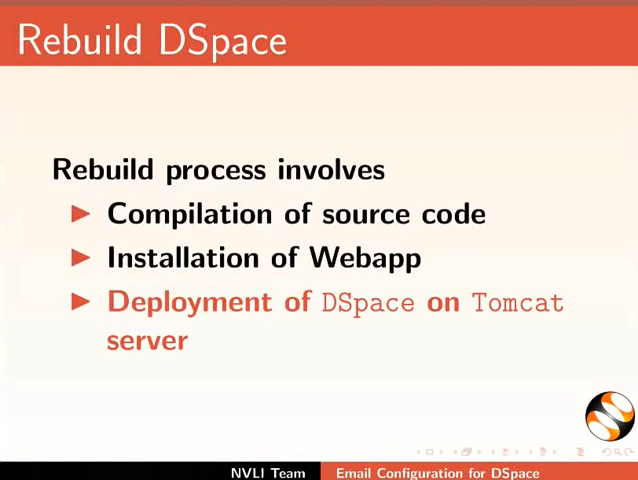 Rebuild DSpace
Rebuild process involves
Compilation of source code
Installation of Webapp
Deployment of DSpace on Tomcat
server
NVLI Team Email Configuration for DSpace